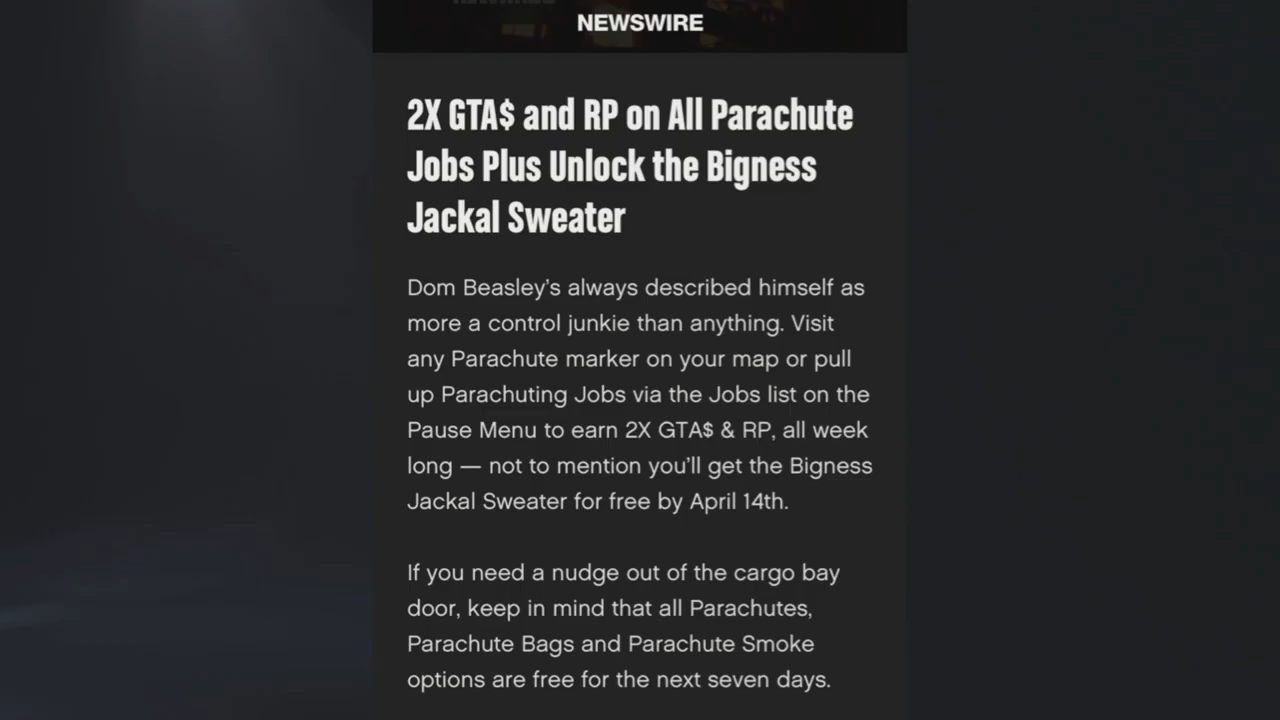 NEWSWIRE
2X GTA$ and RP on All Parachute
Jobs Plus Unlock the Bigness
Jackal Sweater
Dom Beasley’s always described himself as
more a control junkie than anything. Visit
any Parachute marker on your map or pull
up Parachuting Jobs via the Jobs list on the
Pause Menu to earn 2X GTA$ & RP, all week
long — not to mention you’ll get the Bigness
Jackal Sweater for free by April 14th.
If you need a nudge out of the cargo bay
door, keep in mind that all Parachutes,
Parachute Bags and Parachute Smoke
options are free for the next seven days.